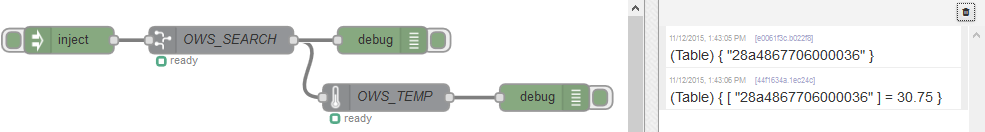 inject
OWS_SEARCH
debug
ready
OWS_TEMP
debug
ready
11/12/2015, 1:43:05 PM [e0061f3c.b022f8]
(Table) { "28a4867706000036" }
11/12/2015, 1:43:06 PM [44f1634a.1ec24c]
(Table) { [ "28a4867706000036" ] = 30.75 }